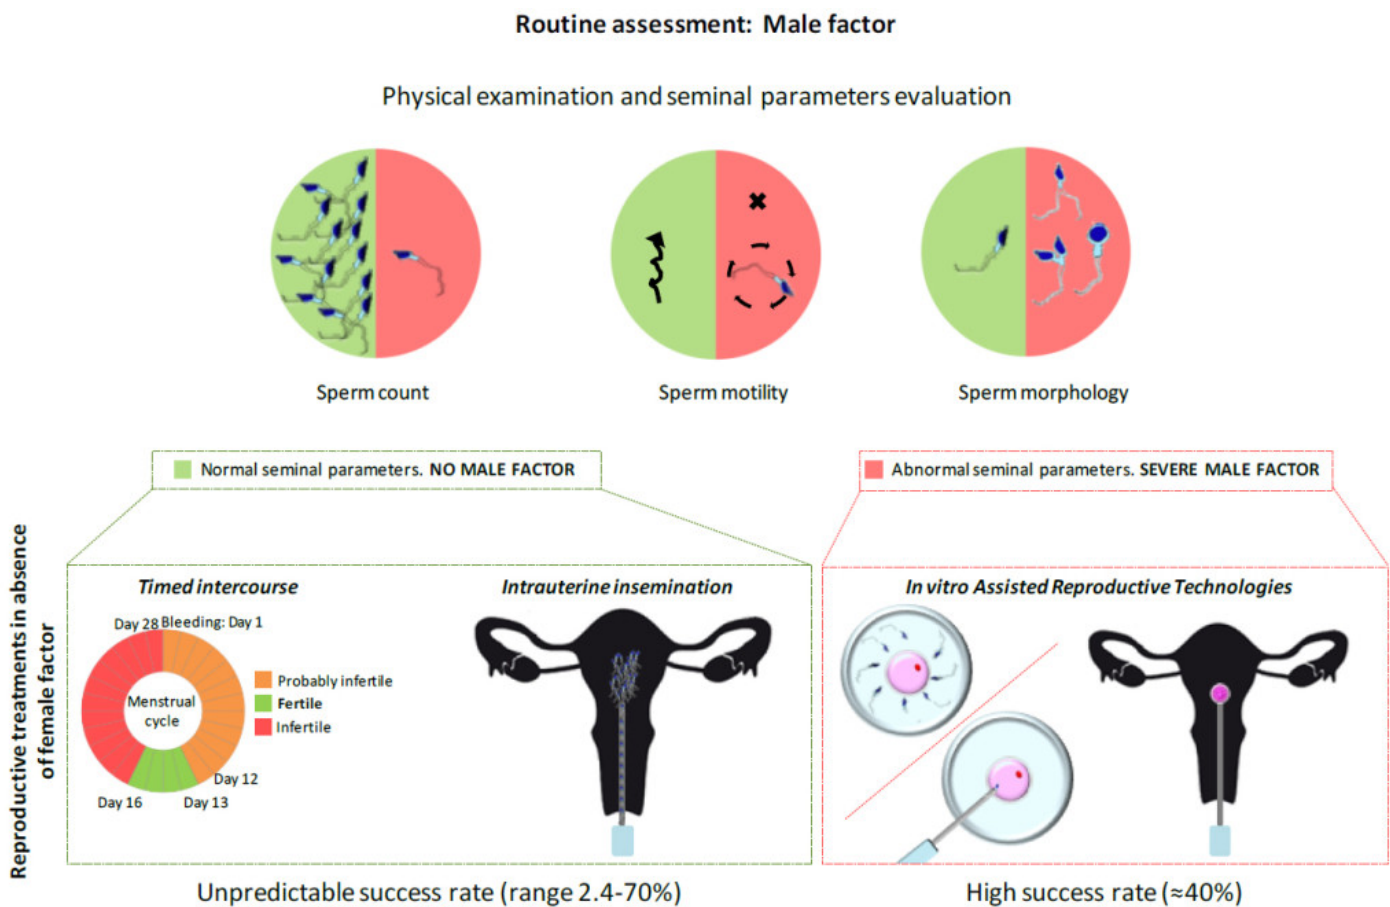 Routine assessment: Male factor
Physical examination and seminal parameters evaluation
Sperm count
Sperm motility
Sperm morphology
Normal seminal parameters. NO MALE FACTOR
Abnormal seminal parameters. SEVERE MALE FACTOR
Reproductive treatments in absence
of female factor
Timed intercourse
Day 28
Bleeding: Day 1
Menstrual
cycle
Day 12
Day 13
Day 16
Probably infertile
Fertile
Infertile
Intrauterine insemination
In vitro Assisted Reproductive Technologies
Unpredictable success rate (range 2.4-70%)
High success rate (≈40%)